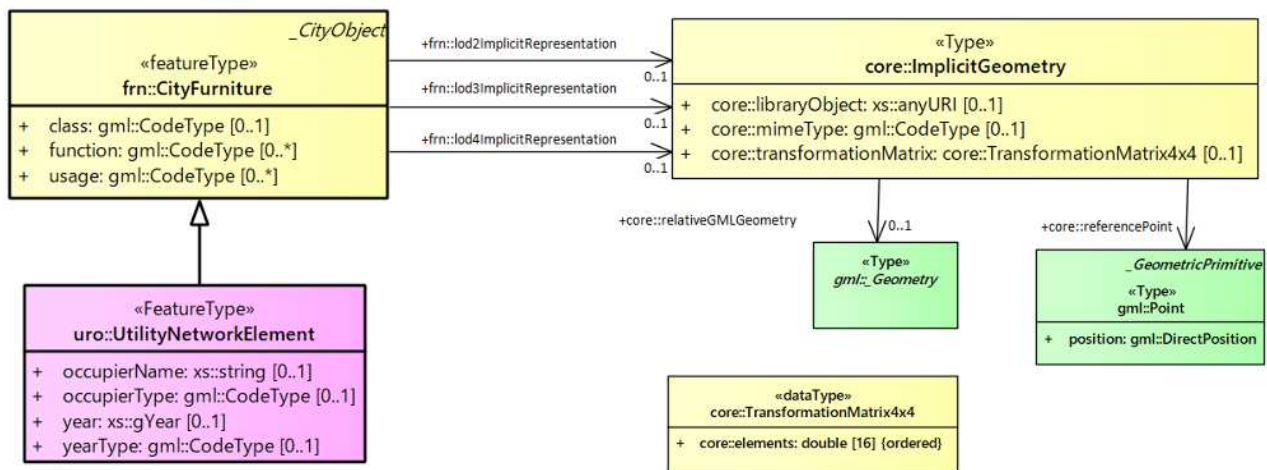 _CityObject
«featureType»
frn::CityFurniture
+ class: gml::CodeType [0..1]
+ function: gml::CodeType [0..*]
+ usage: gml::CodeType [0..*]
+frn::lod2ImplicitRepresentation
0..1
+frn::lod3ImplicitRepresentation
0..1
+frn::lod4ImplicitRepresentation
0..1
«Type»
core::ImplicitGeometry
+ core::libraryObject: xs::anyURI [0..1]
+ core::mimeType: gml::CodeType [0..1]
+ core::transformationMatrix: core::TransformationMatrix4x4 [0..1]
+core::relativeGMLGeometry
0..1
+core::referencePoint
«Type»
gml::_Geometry
_GeometricPrimitive
«Type»
gml::Point
+ position: gml::DirectPosition
«FeatureType»
uro::UtilityNetworkElement
+ occupierName: xs::string [0..1]
+ occupierType: gml::CodeType [0..1]
+ year: xs::gYear [0..1]
+ yearType: gml::CodeType [0..1]
«dataType»
core::TransformationMatrix4x4
+ core::elements: double [16] {ordered}